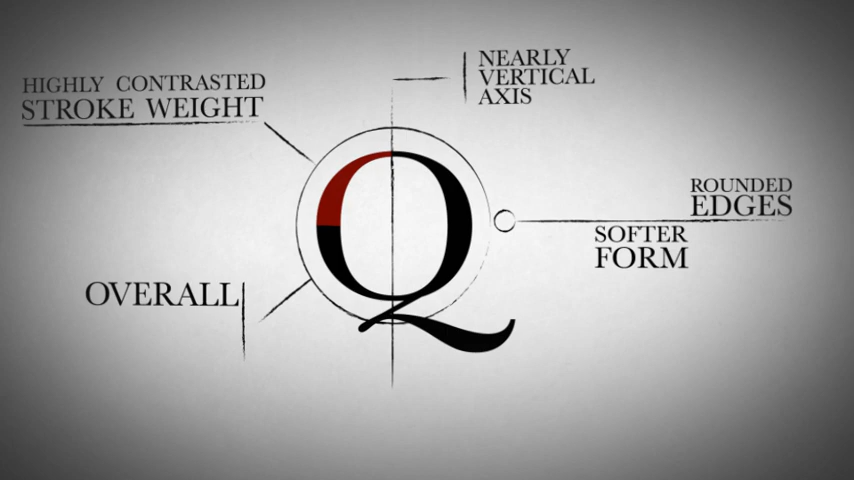 HIGHLY CONTRASTED
STROKE WEIGHT
NEARLY
VERTICAL
AXIS
ROUNDED
EDGES
SOFTER
FORM
OVERALL
Q